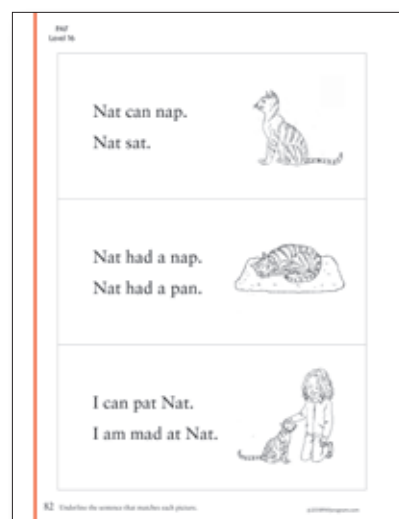 PAF
Level 16
Nat can nap.
Nat sat.
Nat had a nap.
Nat had a pan.
I can pat Nat.
I am mad at Nat.
82 Underline the sentence that matches each picture.